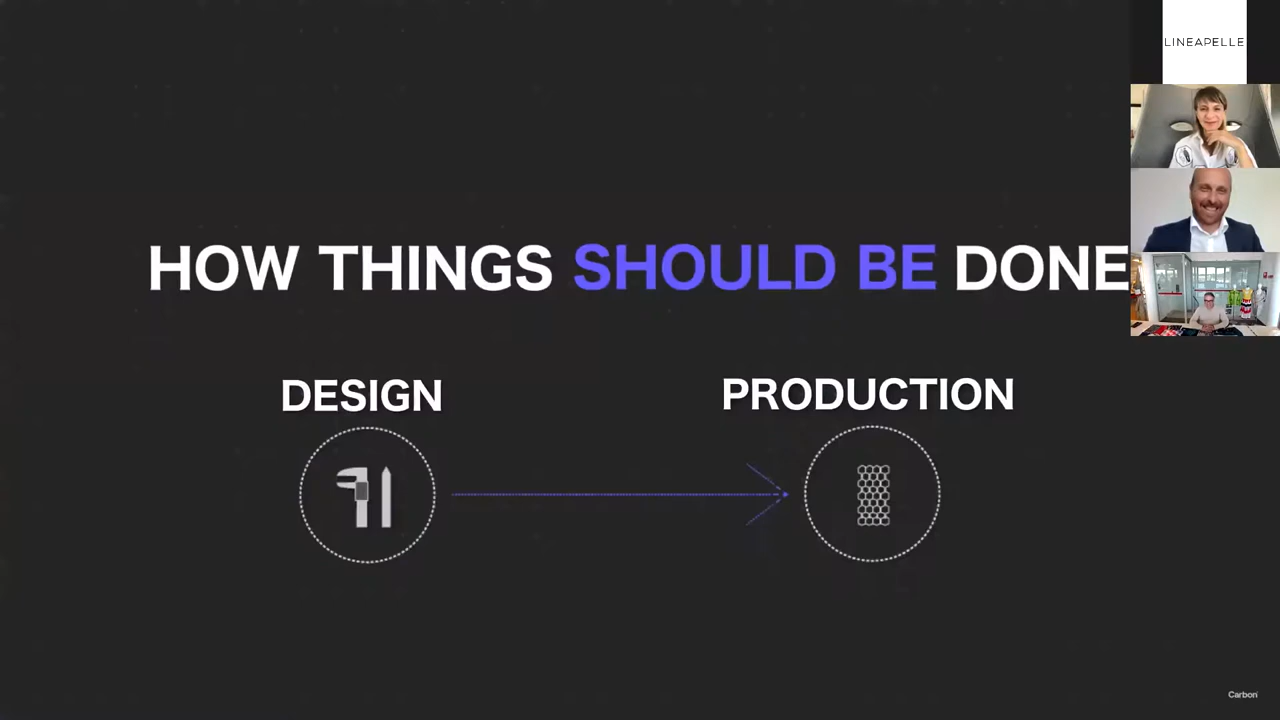 LINEAPELLE
HOW THINGS SHOULD BE DONE
DESIGN
PRODUCTION
Carbon